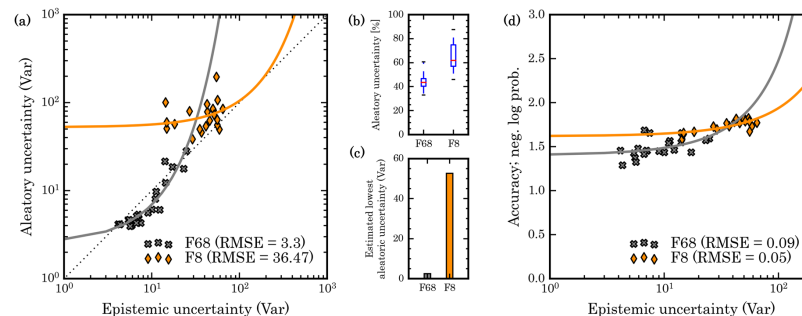 (a)
10³
10²
10¹
10⁰
Aleatory uncertainty (Var)
F68 (RMSE = 3.3)
F8 (RMSE = 36.47)
10⁰ 10¹ 10² 10³
Epistemic uncertainty (Var)
(b)
100
80
60
40
20
0
Aleatory uncertainty [%]
F68 F8
(c)
60
40
20
0
Estimated lowest
aleatoric uncertainty (Var)
F68 F8
(d)
3.0
2.5
2.0
1.5
1.0
0.5
0.0
Accuracy; neg. log prob.
F68 (RMSE = 0.09)
F8 (RMSE = 0.05)
10⁰ 10¹ 10²
Epistemic uncertainty (Var)